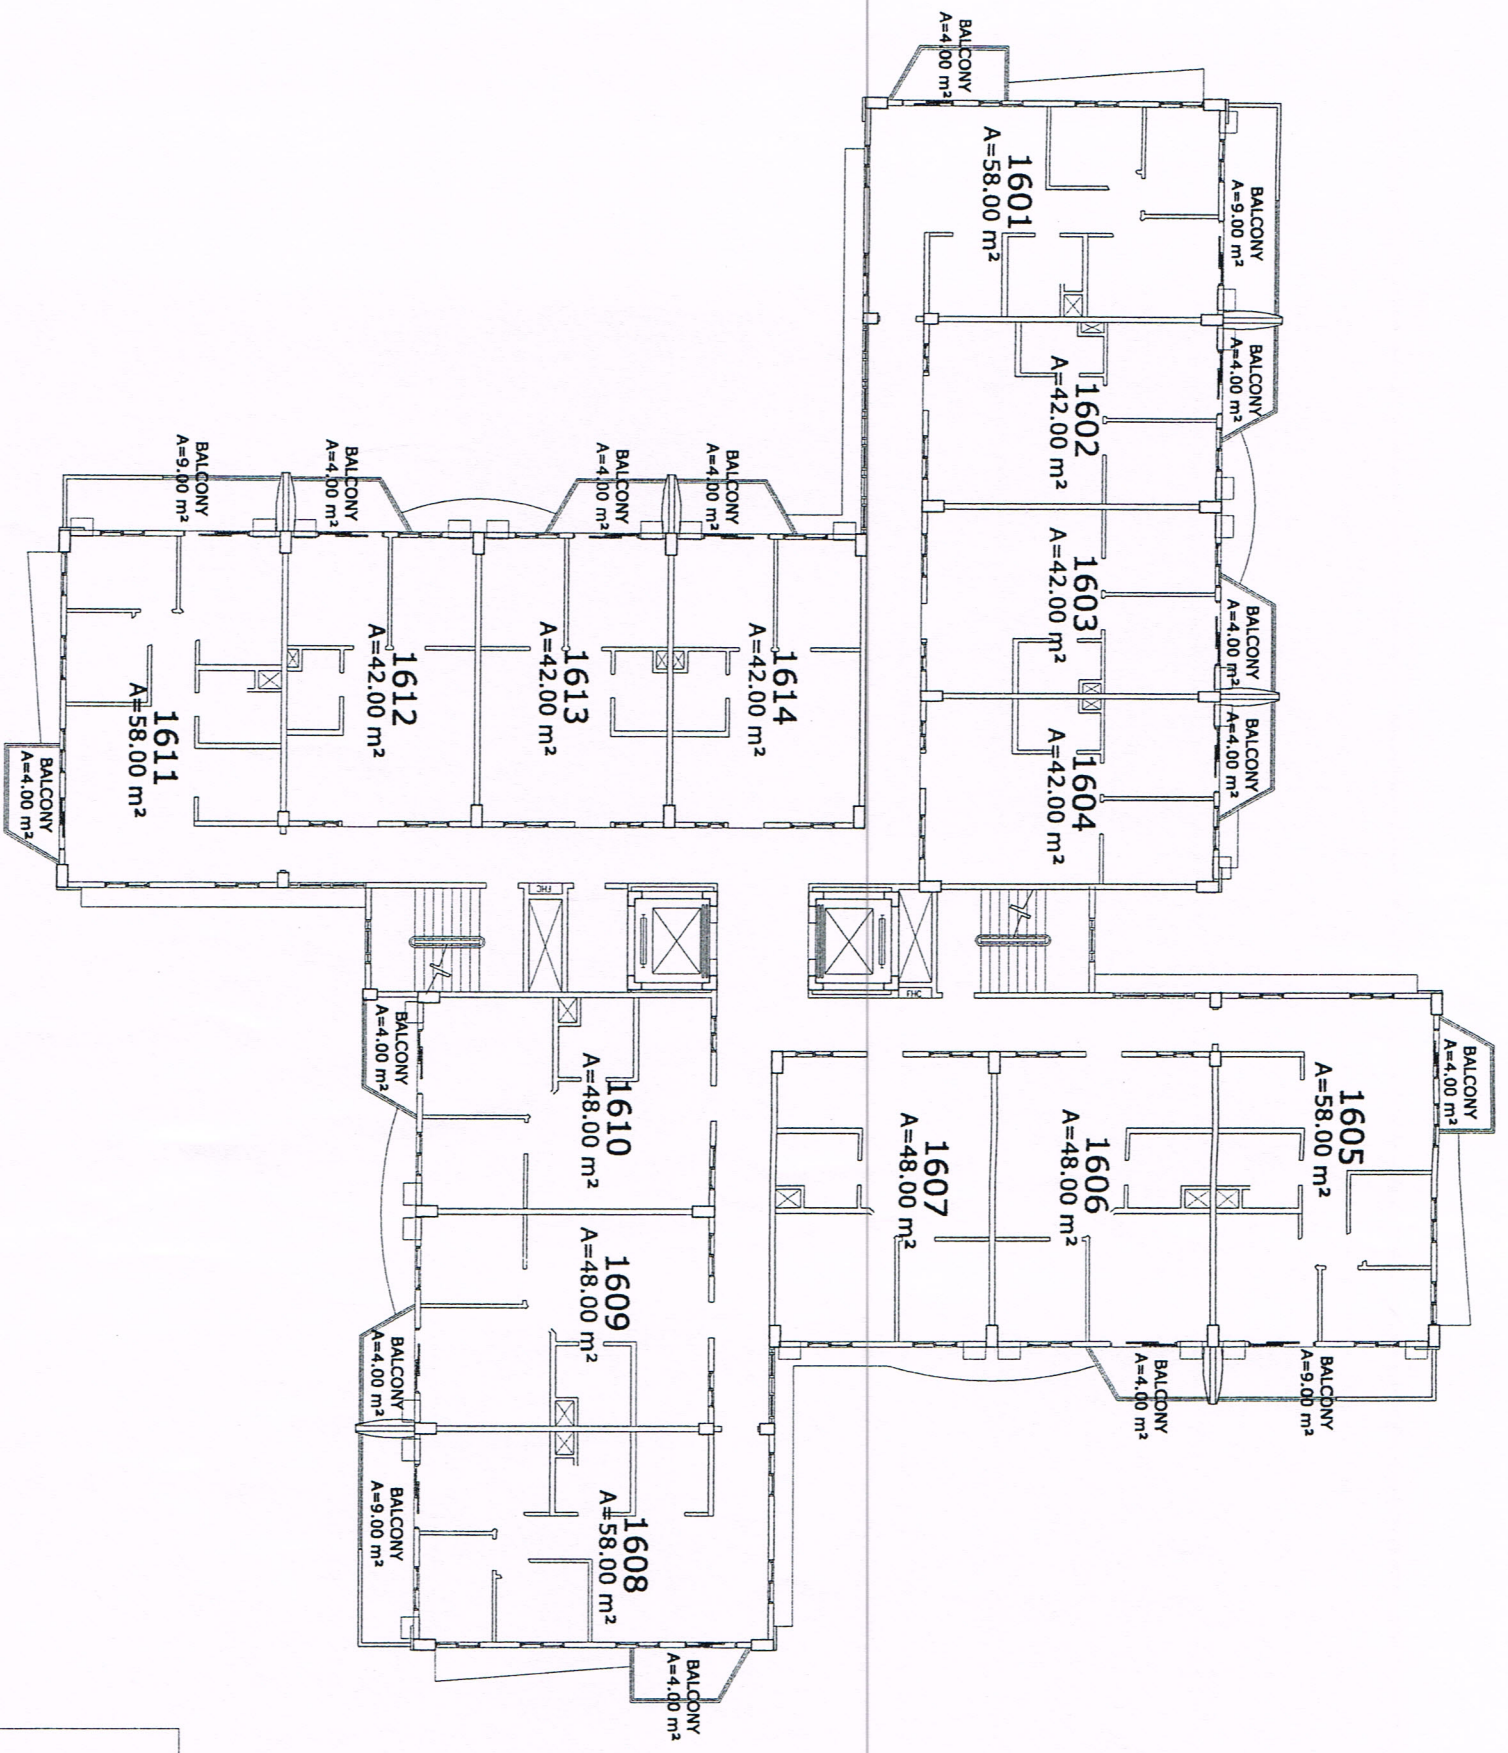 BALCONY
A=4.00 m²
1601
A=58.00 m²
BALCONY
A=9.00 m²
BALCONY
A=4.00 m²
1602
A=42.00 m²
1603
A=42.00 m²
BALCONY
A=4.00 m²
BALCONY
A=4.00 m²
1604
A=42.00 m²
BALCONY
A=9.00 m²
BALCONY
A=4.00 m²
BALCONY
A=4.00 m²
BALCONY
A=4.00 m²
1611
A=58.00 m²
1612
A=42.00 m²
1613
A=42.00 m²
1614
A=42.00 m²
BALCONY
A=4.00 m²
FHC
FHC
BALCONY
A=4.00 m²
1610
A=48.00 m²
1607
A=48.00 m²
1606
A=48.00 m²
1605
A=58.00 m²
BALCONY
A=4.00 m²
1609
A=48.00 m²
BALCONY
A=4.00 m²
BALCONY
A=4.00 m²
BALCONY
A=9.00 m²
BALCONY
A=9.00 m²
1608
A=58.00 m²
BALCONY
A=4.00 m²